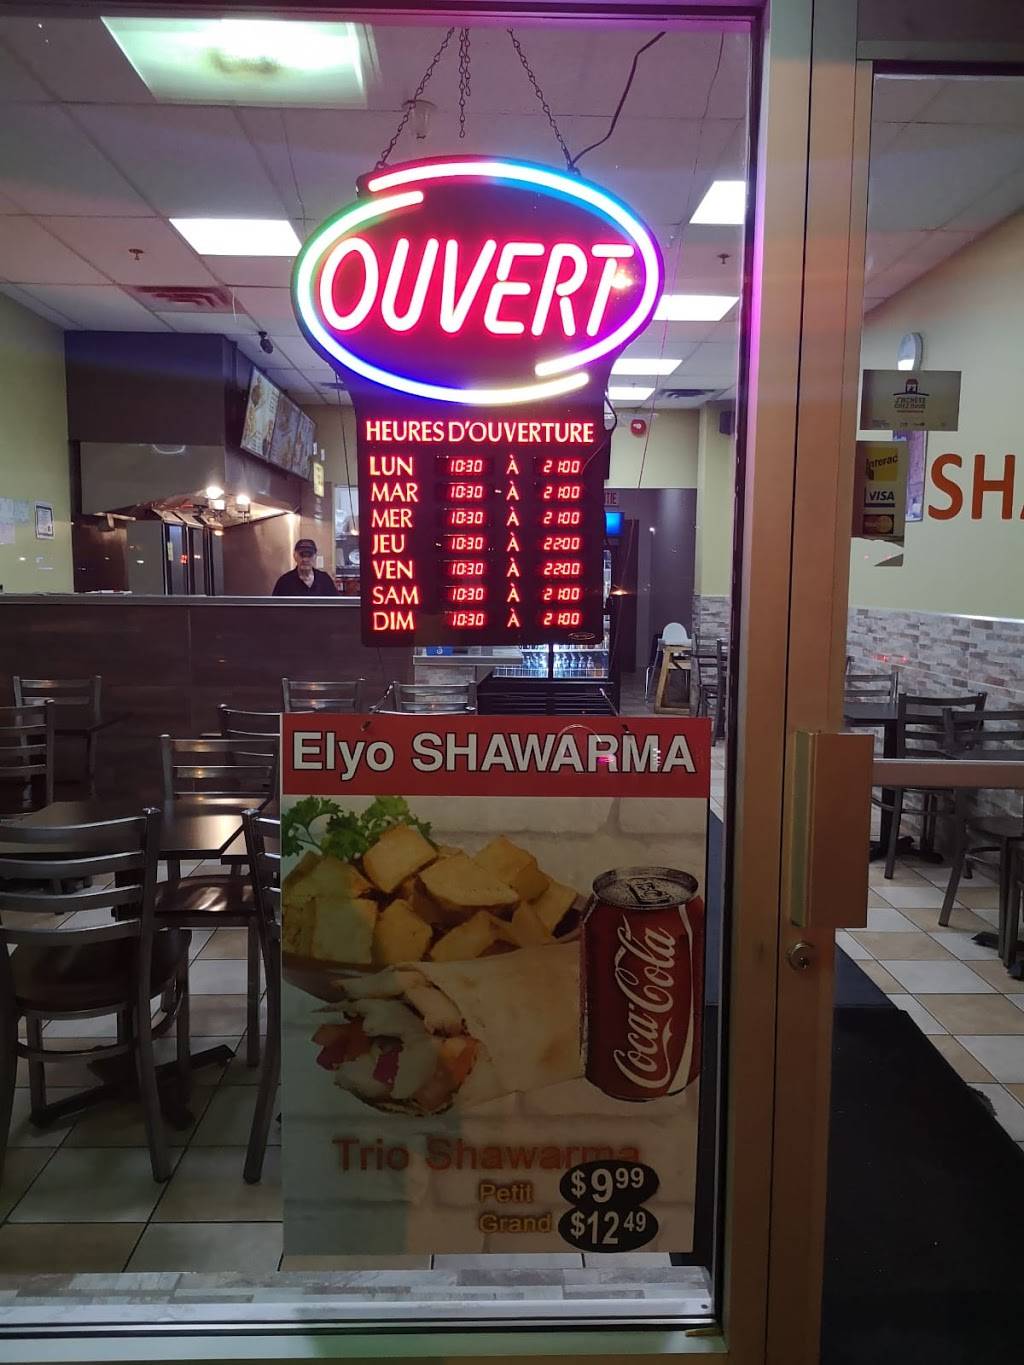 OUVERT
HEURES D'OUVERTURE
LUN 10:30 À 21:00
MAR 10:30 À 21:00
MER 10:30 À 21:00
JEU 10:30 À 22:00
VEN 10:30 À 22:00
SAM 10:30 À 21:00
DIM 10:30 À 21:00
J'ACHÈTE
Interac
VISA
SHA
Elyo SHAWARMA
Coca-Cola
Trio Shawarma
Petit $9.99
Grand $12.49